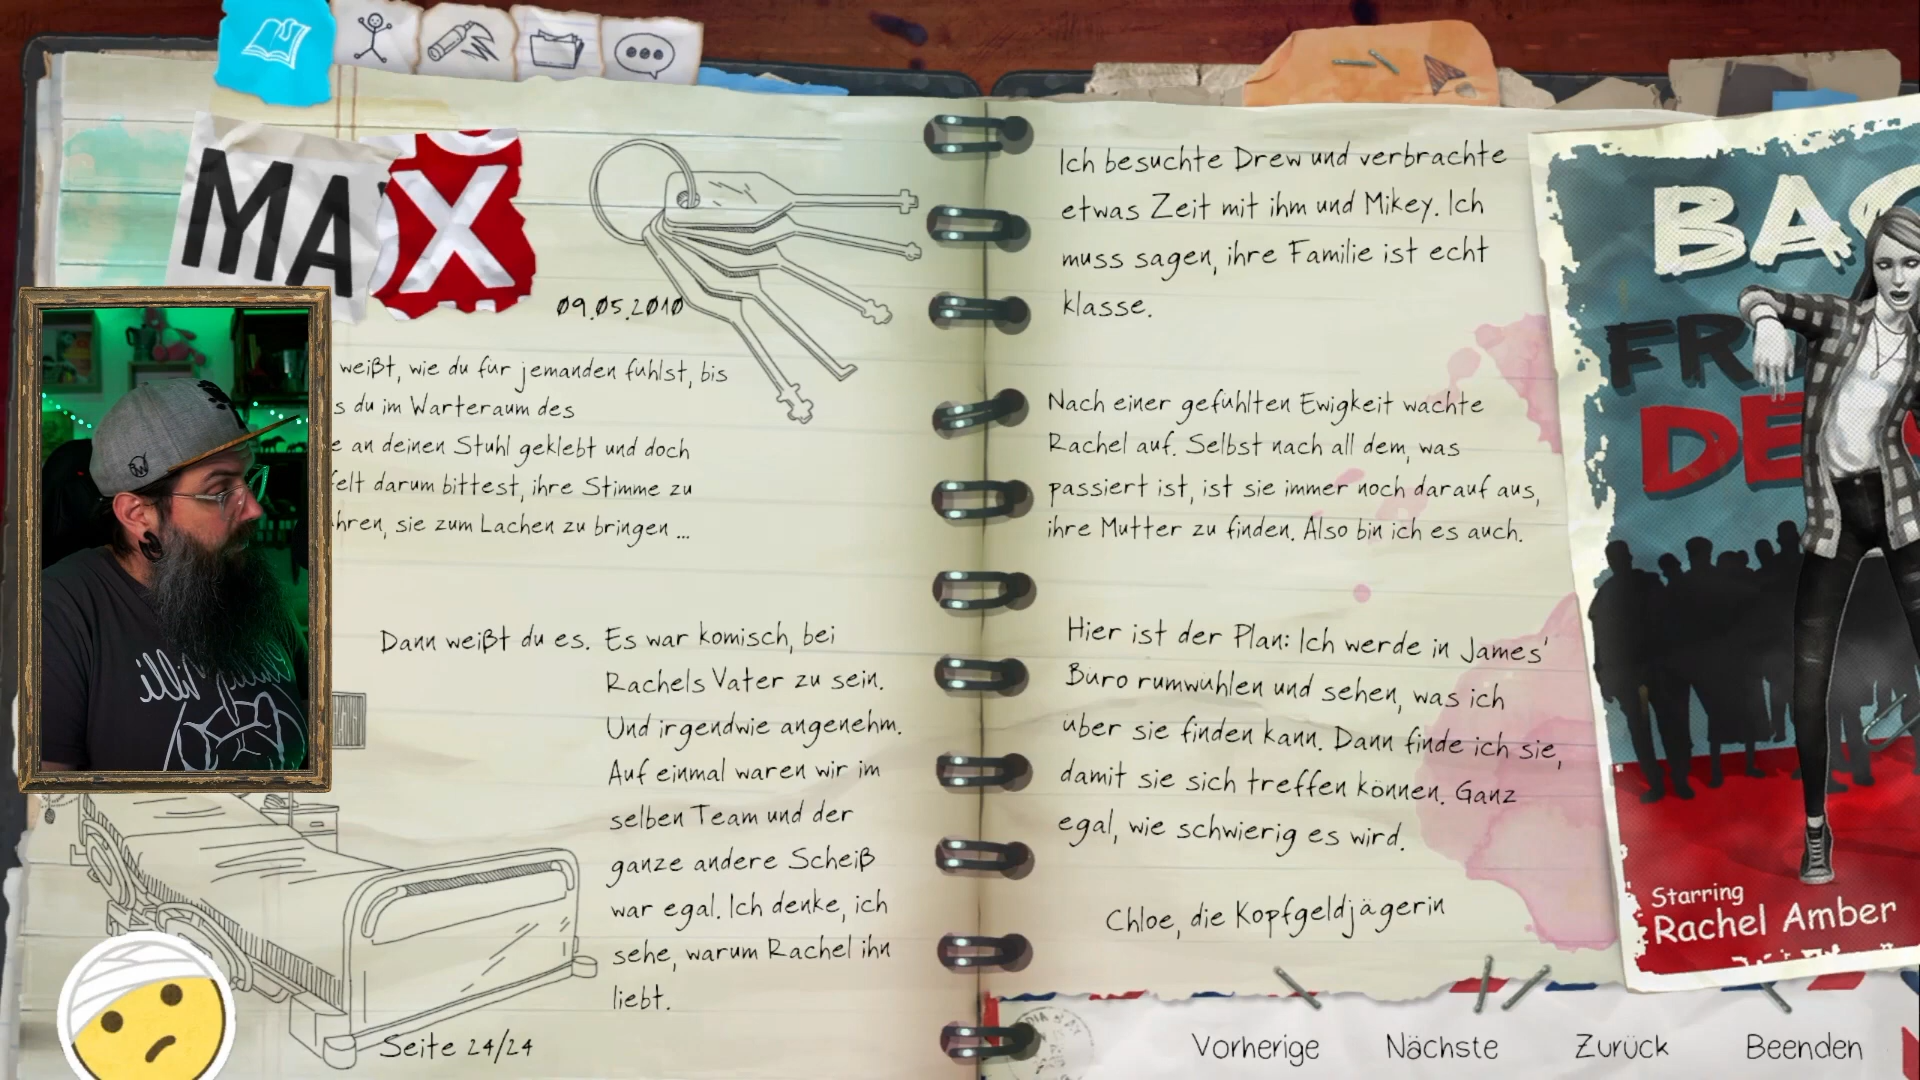 MAX
09.05.2010
weißt, wie du fur jemanden fuhlst, bis
s du im Warteraum des
e an deinen Stuhl geklebt und doch
felt darum bittest, ihre Stimme zu
hren, sie zum Lachen zu bringen ...
Dann weißt du es. Es war komisch, bei
Rachels Vater zu sein.
Und irgendwie angenehm.
Auf einmal waren wir im
selben Team und der
ganze andere Scheiß
war egal. Ich denke, ich
sehe, warum Rachel ihn
liebt.
Seite 24/24
Ich besuchte Drew und verbrachte
etwas Zeit mit ihm und Mikey. Ich
muss sagen, ihre Familie ist echt
klasse.
Nach einer gefuhlten Ewigkeit wachte
Rachel auf. Selbst nach all dem, was
passiert ist, ist sie immer noch darauf aus,
ihre Mutter zu finden. Also bin ich es auch.
Hier ist der Plan: Ich werde in James'
Buro rumwuhlen und sehen, was ich
uber sie finden kann. Dann finde ich sie,
damit sie sich treffen können. Ganz
egal, wie schwierig es wird.
Chloe, die Kopfgeldjägerin
BAC
FR
DE
Starring
Rachel Amber
Vorherige Nächste Zurück Beenden